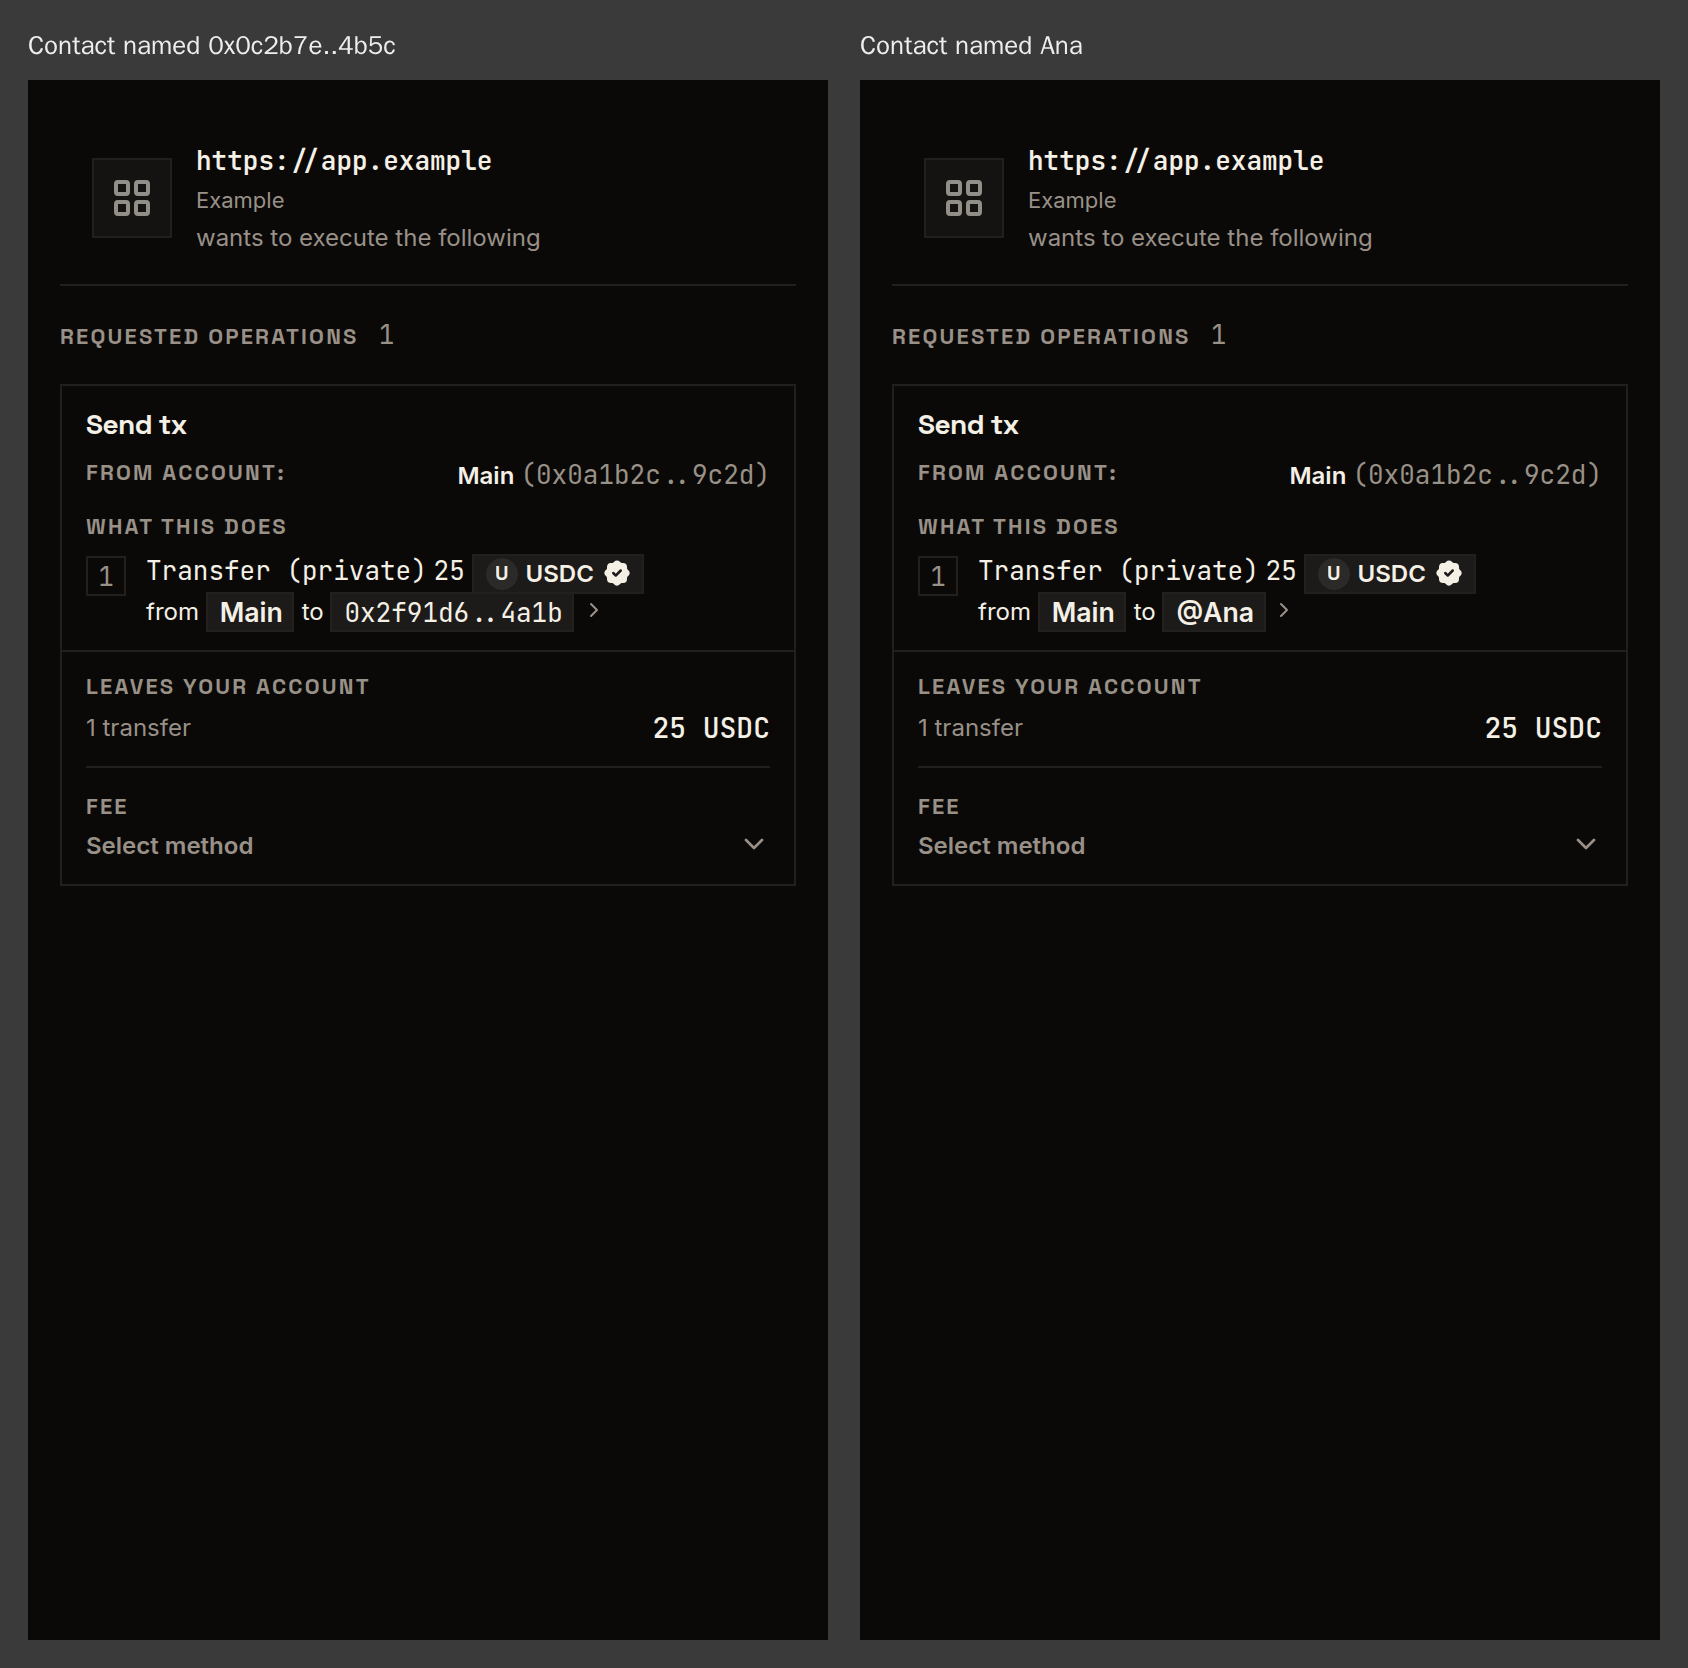 Contact named 0x0c2b7e..4b5c
https://app.example
Example
wants to execute the following
REQUESTED OPERATIONS 1
Send tx
FROM ACCOUNT: Main (0x0a1b2c..9c2d)
WHAT THIS DOES
1 Transfer (private) 25 U USDC
from Main to 0x2f91d6..4a1b
LEAVES YOUR ACCOUNT
1 transfer 25 USDC
FEE
Select method
Contact named Ana
https://app.example
Example
wants to execute the following
REQUESTED OPERATIONS 1
Send tx
FROM ACCOUNT: Main (0x0a1b2c..9c2d)
WHAT THIS DOES
1 Transfer (private) 25 U USDC
from Main to @Ana
LEAVES YOUR ACCOUNT
1 transfer 25 USDC
FEE
Select method